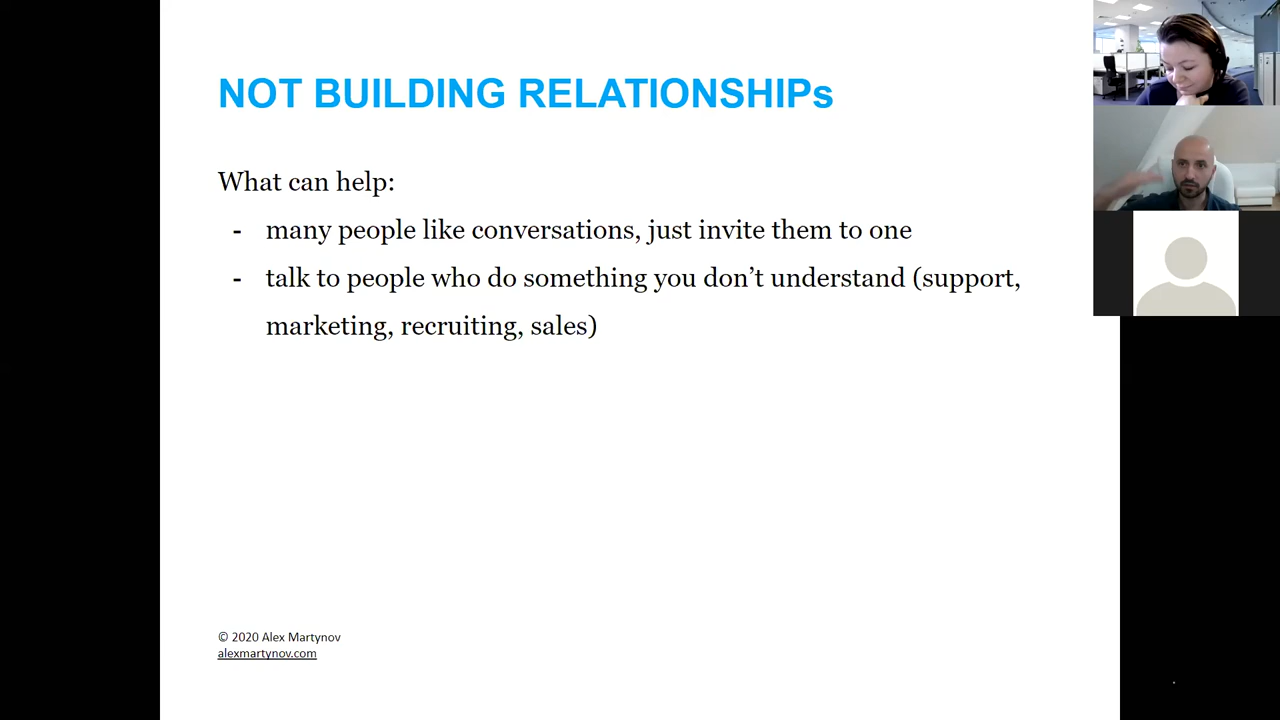 NOT BUILDING RELATIONSHIPs
What can help:
- many people like conversations, just invite them to one
- talk to people who do something you don’t understand (support,
marketing, recruiting, sales)
© 2020 Alex Martynov
alexmartynov.com